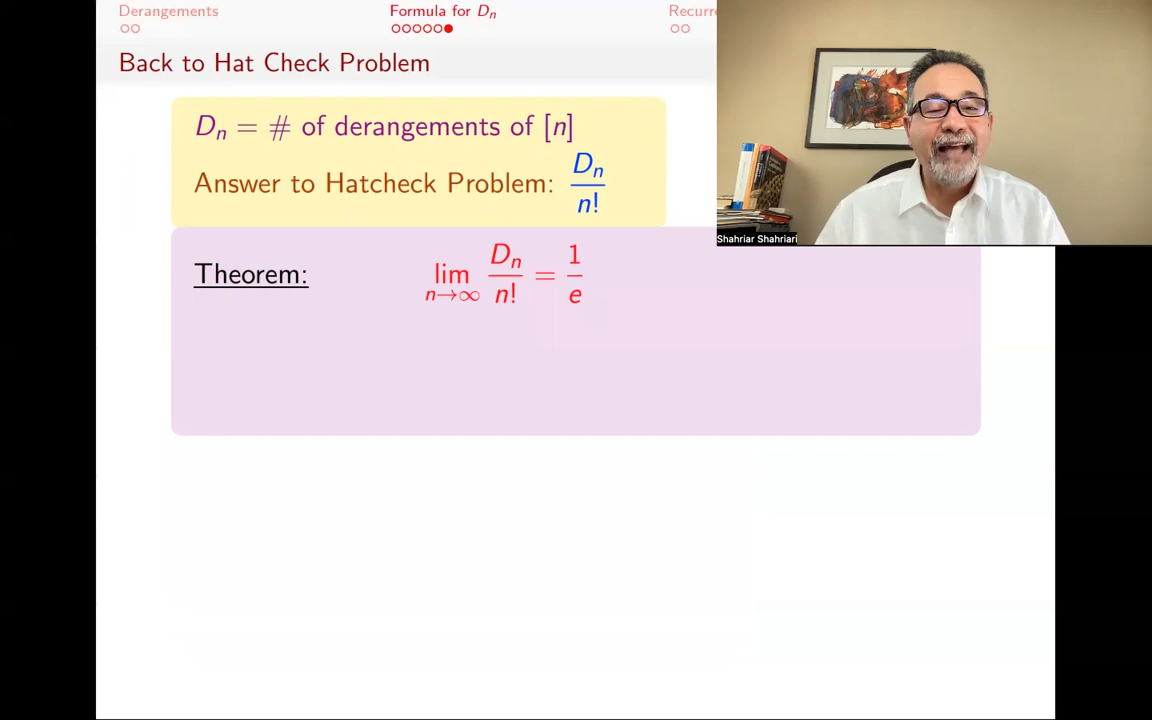 Derangements
Formula for Dₙ
Recurre
Back to Hat Check Problem
Dₙ = # of derangements of [n]
Answer to Hatcheck Problem: Dₙ/n!
Theorem: lim n→∞ Dₙ/n! = 1/e
Shahriar Shahriari